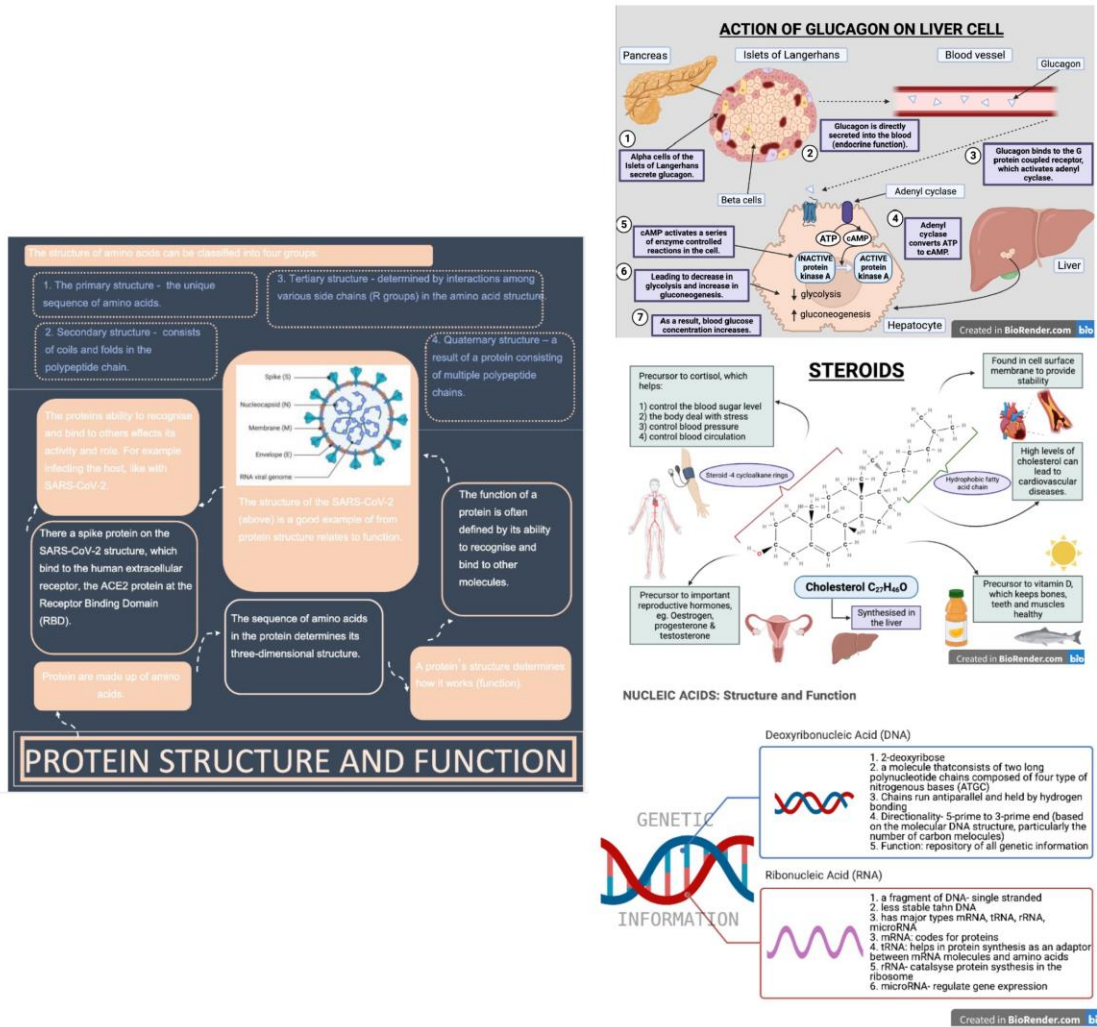 The structure of amino acids can be classified into four groups:
1. The primary structure - the unique
sequence of amino acids.
2. Secondary structure - consists
of coils and folds in the
polypeptide chain.
3. Tertiary structure - determined by interactions among
various side chains (R groups) in the amino acid structure.
4. Quaternary structure – a
result of a protein consisting
of multiple polypeptide
chains.
Spike (S)
Nucleocapsid (N)
Membrane (M)
Envelope (E)
RNA viral genome
The structure of the SARS-CoV-2
(above) is a good example of from
protein structure relates to function.
The proteins ability to recognise
and bind to others effects its
activity and role. For example
infecting the host, like with
SARS-CoV-2.
There a spike protein on the
SARS-CoV-2 structure, which
bind to the human extracellular
receptor, the ACE2 protein at the
Receptor Binding Domain
(RBD).
The function of a
protein is often
defined by its ability
to recognise and
bind to other
molecules.
The sequence of amino acids
in the protein determines its
three-dimensional structure.
Protein are made up of amino
acids.
A protein's structure determines
how it works (function).
PROTEIN STRUCTURE AND FUNCTION
ACTION OF GLUCAGON ON LIVER CELL
Pancreas
Islets of Langerhans
Blood vessel
Glucagon
1
Alpha cells of the
Islets of Langerhans
secrete glucagon.
2
Glucagon is directly
secreted into the blood
(endocrine function).
3
Glucagon binds to the G
protein coupled receptor,
which activates adenyl
cyclase.
Beta cells
Adenyl cyclase
4
Adenyl
cyclase
converts ATP
to cAMP.
5
cAMP activates a series
of enzyme controlled
reactions in the cell.
ATP
cAMP
INACTIVE
protein
kinase A
ACTIVE
protein
kinase A
6
Leading to decrease in
glycolysis and increase in
gluconeogenesis.
glycolysis
gluconeogenesis
7
As a result, blood glucose
concentration increases.
Hepatocyte
Liver
Created in BioRender.com bio
STEROIDS
Precursor to cortisol, which
helps:
1) control the blood sugar level
2) the body deal with stress
3) control blood pressure
4) control blood circulation
Found in cell surface
membrane to provide
stability
High levels of
cholesterol can
lead to
cardiovascular
diseases.
Steroid -4 cycloalkane rings
Hydrophobic fatty
acid chain
Cholesterol C₂₇H₄₆O
Synthesised in
the liver
Precursor to important
reproductive hormones,
eg. Oestrogen,
progesterone &
testosterone
Precursor to vitamin D,
which keeps bones,
teeth and muscles
healthy
Created in BioRender.com bio
NUCLEIC ACIDS: Structure and Function
GENETIC
INFORMATION
Deoxyribonucleic Acid (DNA)
1. 2-deoxyribose
2. a molecule thatconsists of two long
polynucleotide chains composed of four type of
nitrogenous bases (ATGC)
3. Chains run antiparallel and held by hydrogen
bonding
4. Directionality- 5-prime to 3-prime end (based
on the molecular DNA structure, particularly the
number of carbon melocules)
5. Function: repository of all genetic information
Ribonucleic Acid (RNA)
1. a fragment of DNA- single stranded
2. less stable tahn DNA
3. has major types mRNA, tRNA, rRNA,
microRNA
3. mRNA: codes for proteins
4. tRNA: helps in protein synthesis as an adaptor
between mRNA molecules and amino acids
5. rRNA- catalsyse protein systhesis in the
ribosome
6. microRNA- regulate gene expression
Created in BioRender.com bi